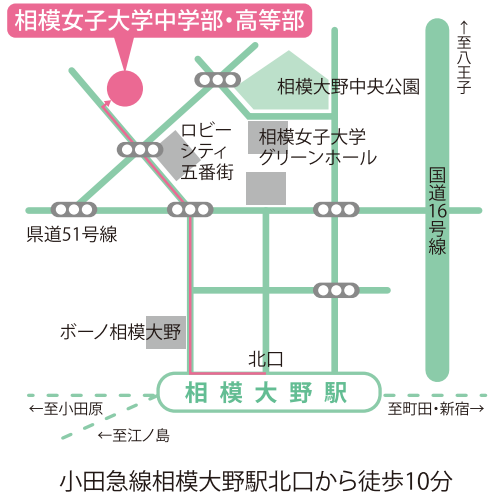 相模女子大学中学部・高等部
←至八王子
相模大野中央公園
ロビー
シティ
五番街
相模女子大学
グリーンホール
国道16号線
県道51号線
ボーノ相模大野
北口
相模大野駅
←至小田原
至町田・新宿→
←至江ノ島
小田急線相模大野駅北口から徒歩10分